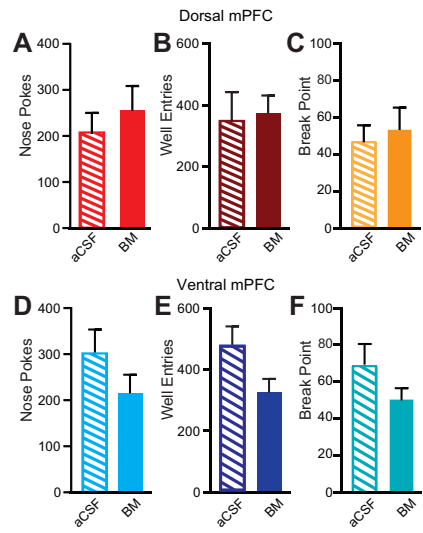 Dorsal mPFC
A B C
Nose Pokes
400
300
200
100
0
aCSF BM
Well Entries
600
400
200
0
aCSF BM
Break Point
100
80
60
40
20
0
aCSF BM
Ventral mPFC
D E F
Nose Pokes
400
300
200
100
0
aCSF BM
Well Entries
600
400
200
0
aCSF BM
Break Point
100
80
60
40
20
0
aCSF BM